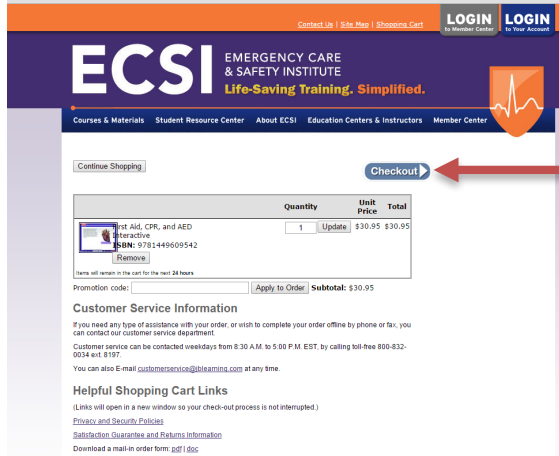 Contact Us | Site Map | Shopping Cart
LOGIN
to Member Center
LOGIN
to Your Account
ECSI
EMERGENCY CARE
& SAFETY INSTITUTE
Life-Saving Training. Simplified.
Courses & Materials Student Resource Center About ECSI Education Centers & Instructors Member Center
Continue Shopping
Checkout
Quantity Unit Price Total
First Aid, CPR, and AED 1 Update $30.95 $30.95
Interactive
ISBN: 9781449609542
Remove
Items will remain in the cart for the next 24 hours
Promotion code: Apply to Order Subtotal: $30.95
Customer Service Information
If you need any type of assistance with your order, or wish to complete your order offline by phone or fax, you
can contact our customer service department.
Customer service can be contacted weekdays from 8:30 A.M. to 5:00 P.M. EST, by calling toll-free 800-832-
0034 ext. 8197.
You can also E-mail customerservice@jblearning.com at any time.
Helpful Shopping Cart Links
(Links will open in a new window so your check-out process is not interrupted.)
Privacy and Security Policies
Satisfaction Guarantee and Returns Information
Download a mail-in order form: pdf | doc